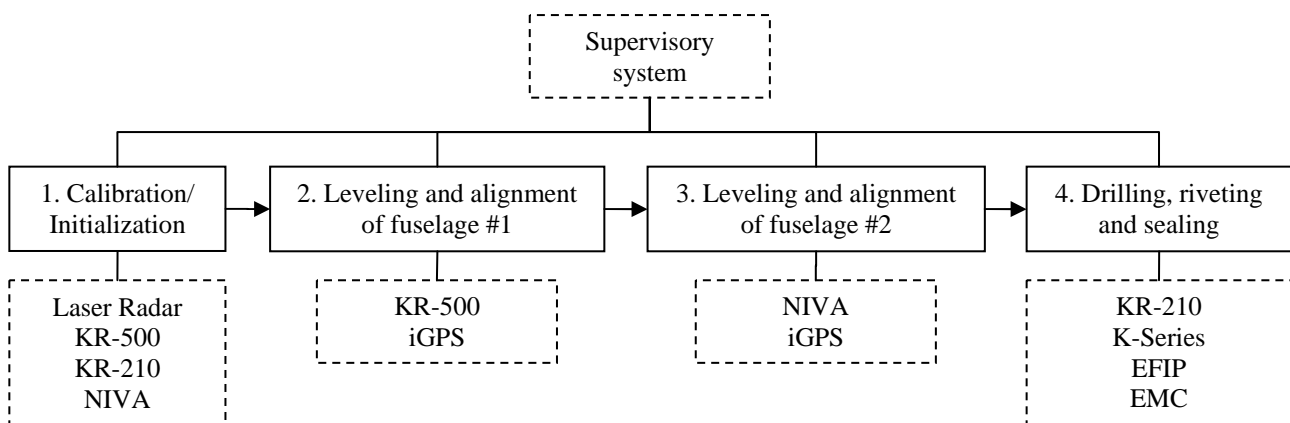 Supervisory
system
1. Calibration/
Initialization
2. Leveling and alignment
of fuselage #1
3. Leveling and alignment
of fuselage #2
4. Drilling, riveting
and sealing
Laser Radar
KR-500
KR-210
NIVA
KR-500
iGPS
NIVA
iGPS
KR-210
K-Series
EFIP
EMC